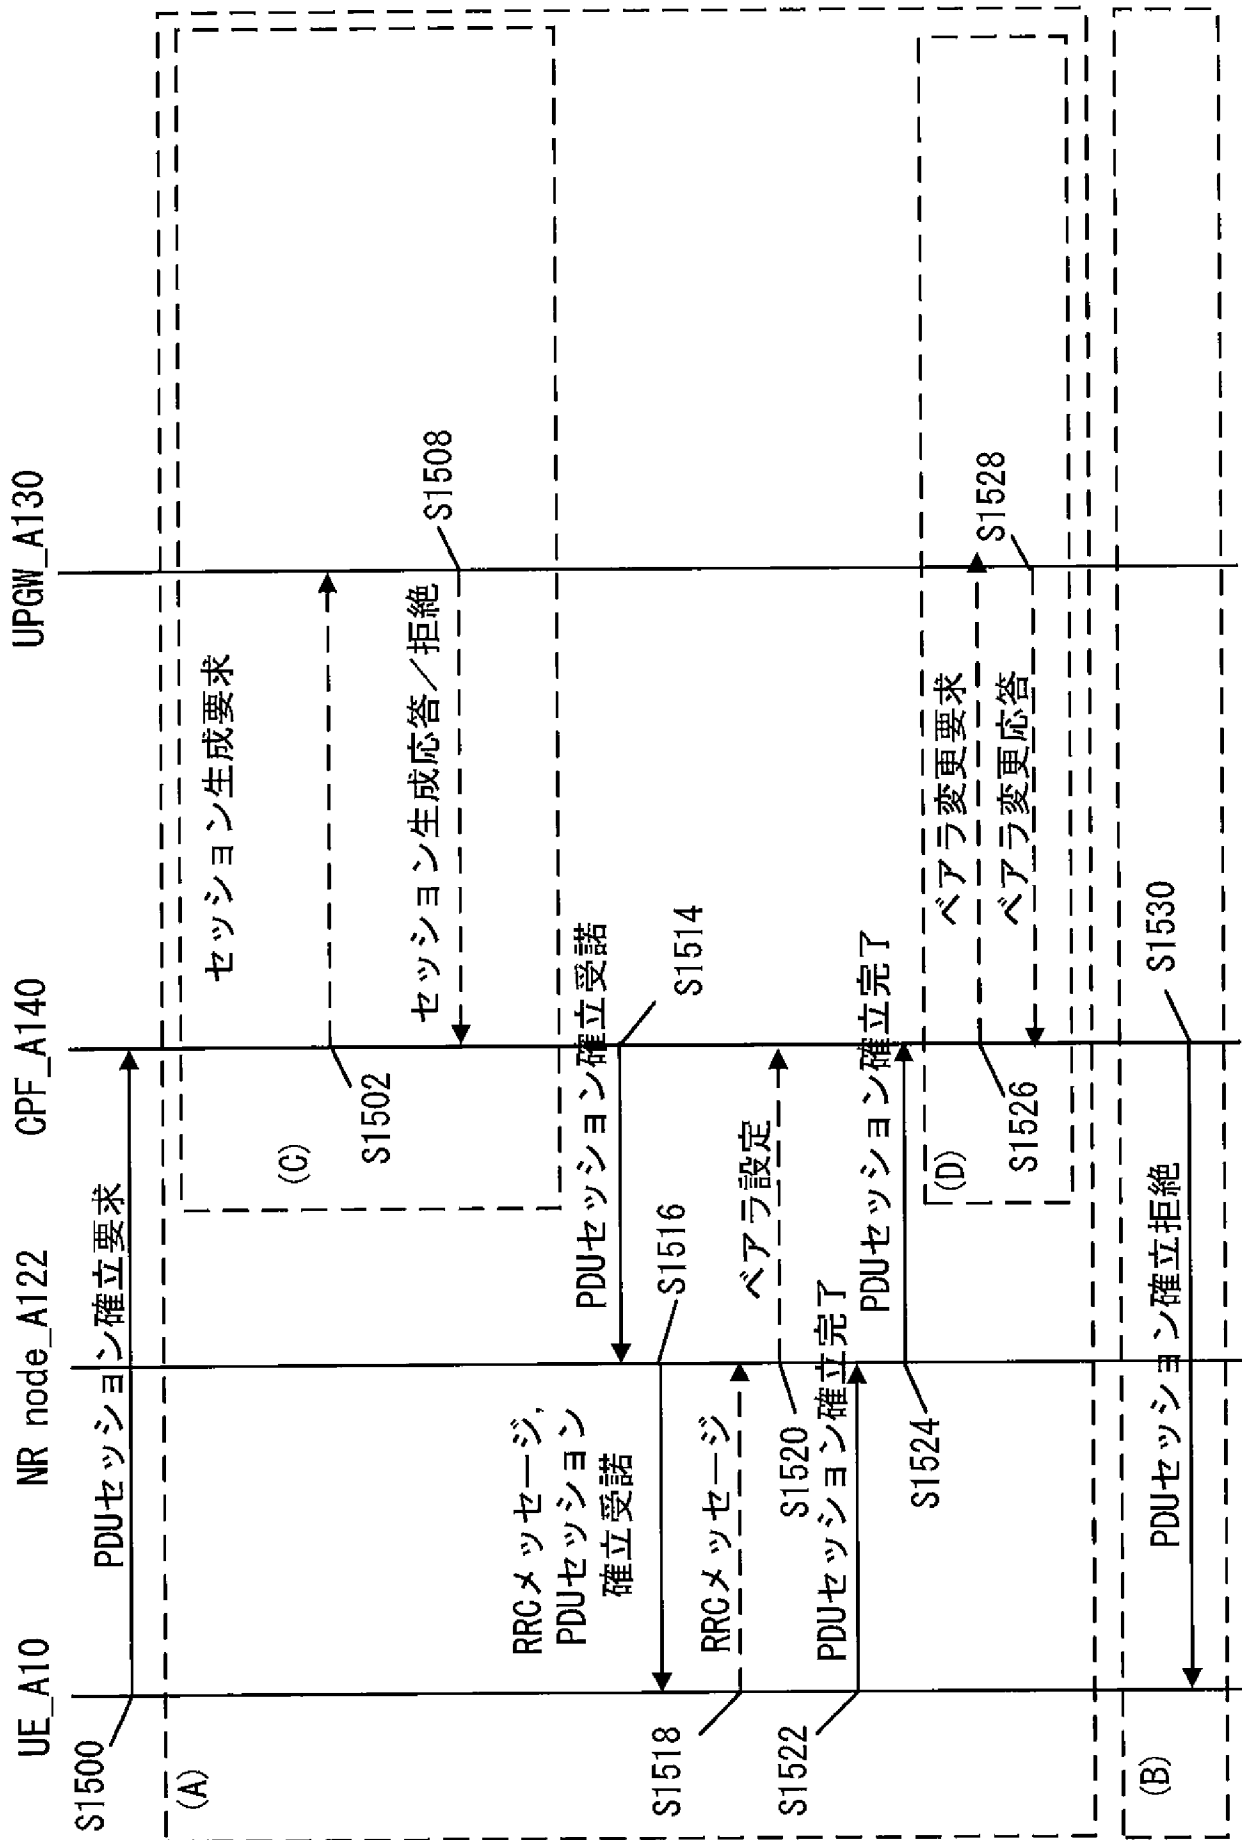 UE_A10
NR node_A122
CPF_A140
UPGW_A130
S1500
PDUセッション確立要求
(A)
(C)
セッション生成要求
S1502
セッション生成応答／拒絶
S1508
PDUセッション確立受諾
S1514
RRCメッセージ,
PDUセッション
確立受諾
S1516
RRCメッセージ
S1518
ベアラ設定
S1520
PDUセッション確立完了
S1522
PDUセッション確立完了
S1524
(D)
ベアラ変更要求
S1526
ベアラ変更応答
S1528
(B)
PDUセッション確立拒絶
S1530